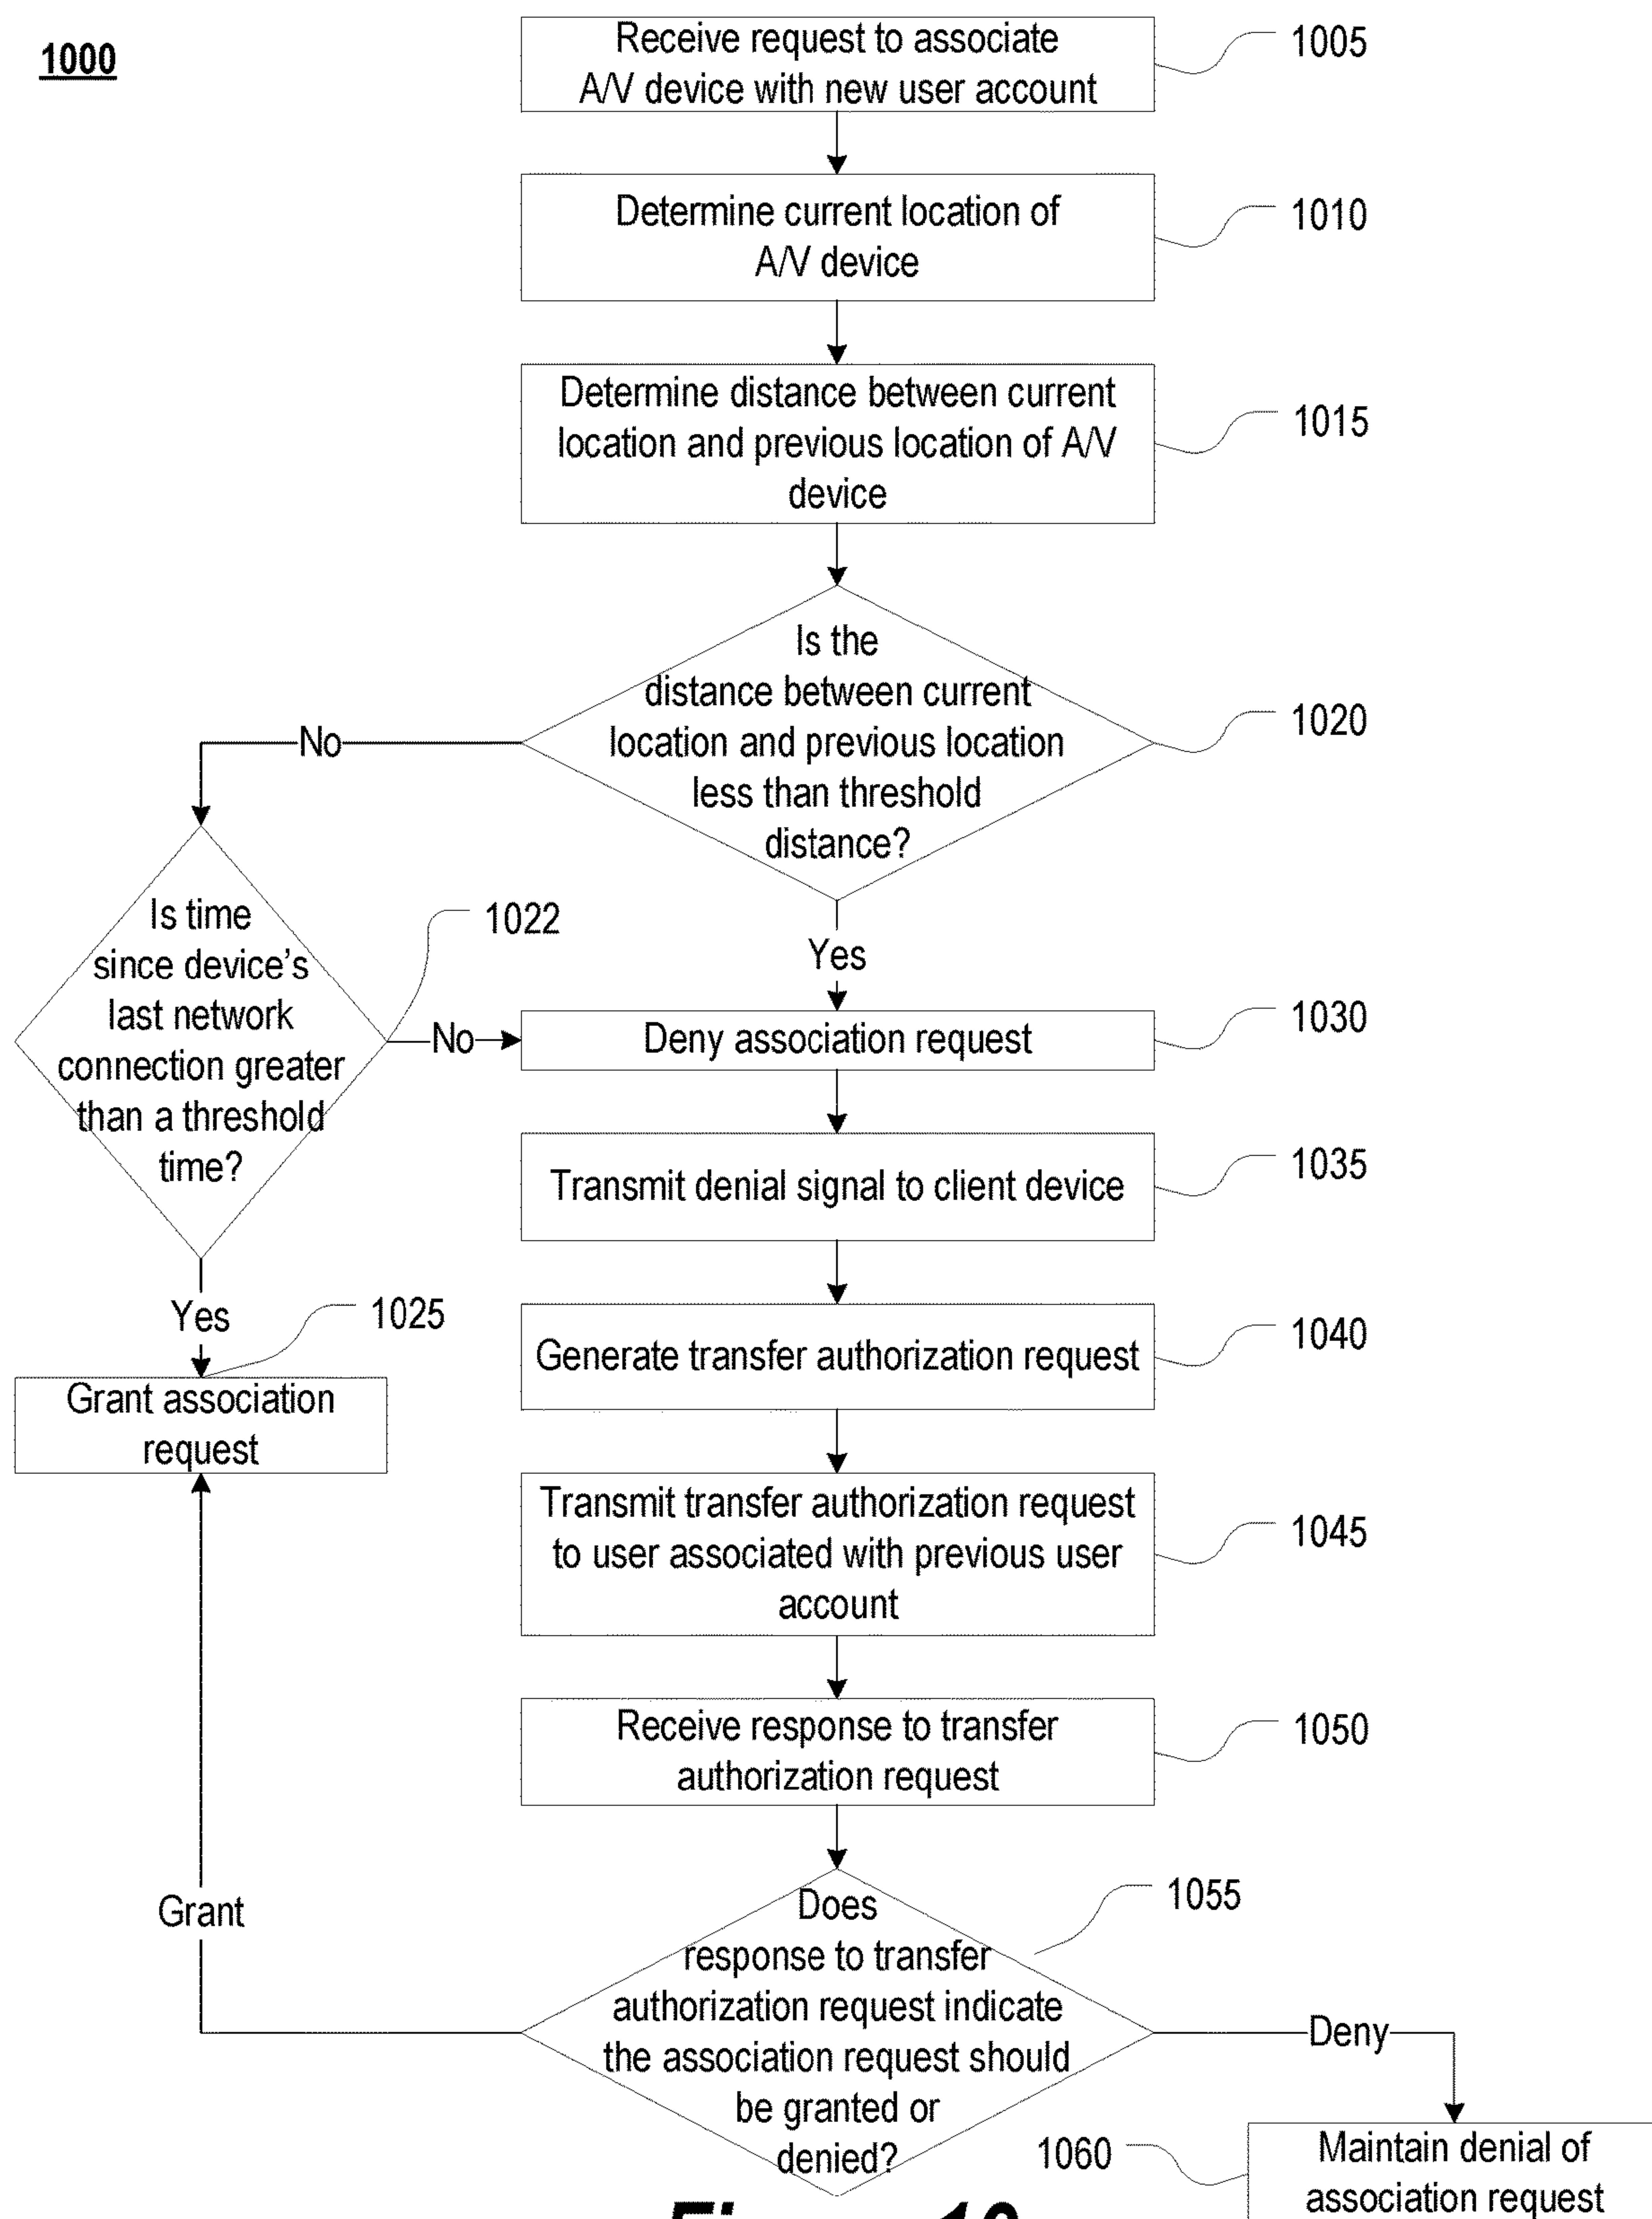 1000
Receive request to associate
A/V device with new user account
1005
Determine current location of
A/V device
1010
Determine distance between current
location and previous location of A/V
device
1015
Is the
distance between current
location and previous location
less than threshold
distance?
1020
No
Is time
since device's
last network
connection greater
than a threshold
time?
1022
Yes
No
Deny association request
1030
Transmit denial signal to client device
1035
Yes
1025
Grant association
request
Generate transfer authorization request
1040
Transmit transfer authorization request
to user associated with previous user
account
1045
Receive response to transfer
authorization request
1050
Grant
Does
response to transfer
authorization request indicate
the association request should
be granted or
denied?
1055
Deny
1060
Maintain denial of
association request